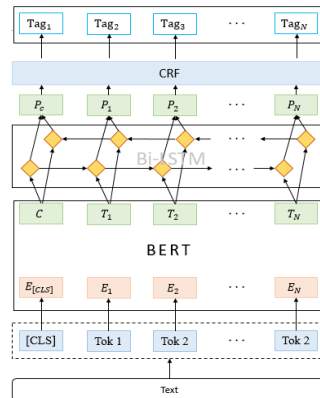 Tag1 Tag2 Tag3 ... TagN
CRF
Pc P1 P2 ... PN
Bi-LSTM
C T1 T2 ... TN
BERT
E[CLS] E1 E2 ... EN
[CLS] Tok 1 Tok 2 ... Tok 2
Text